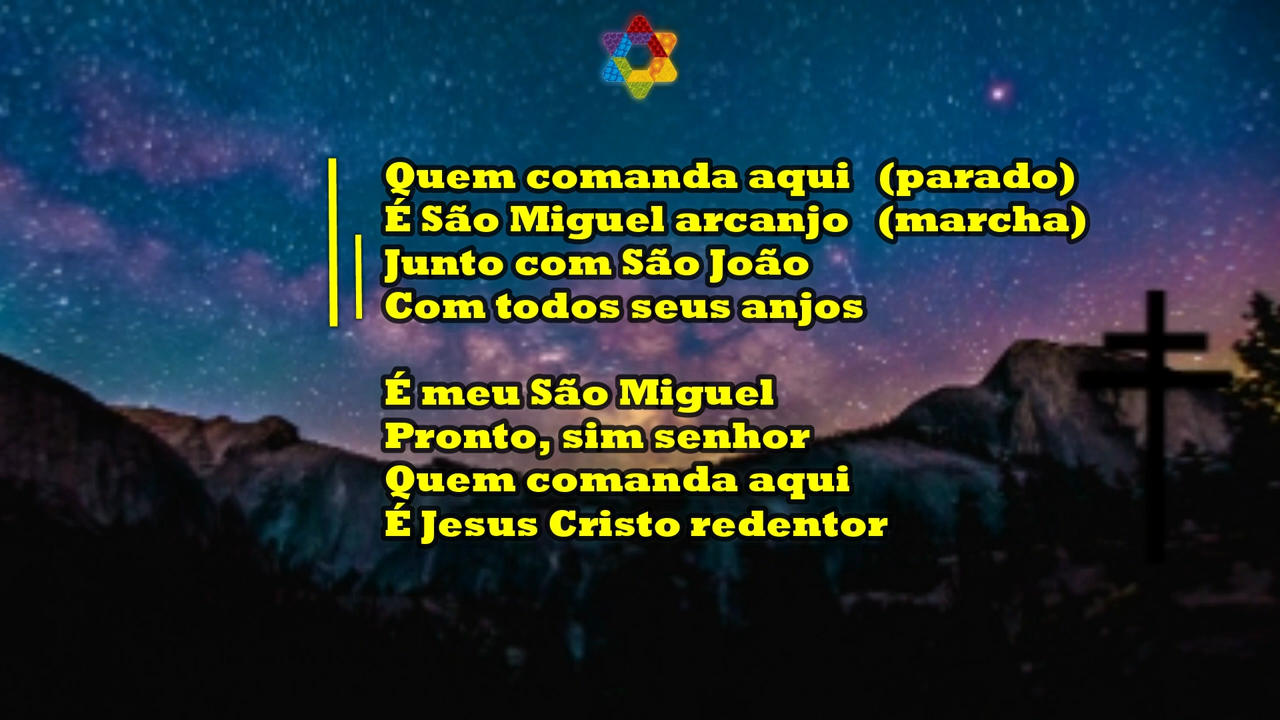 Quem comanda aqui (parado)
É São Miguel arcanjo (marcha)
Junto com São João
Com todos seus anjos
É meu São Miguel
Pronto, sim senhor
Quem comanda aqui
É Jesus Cristo redentor